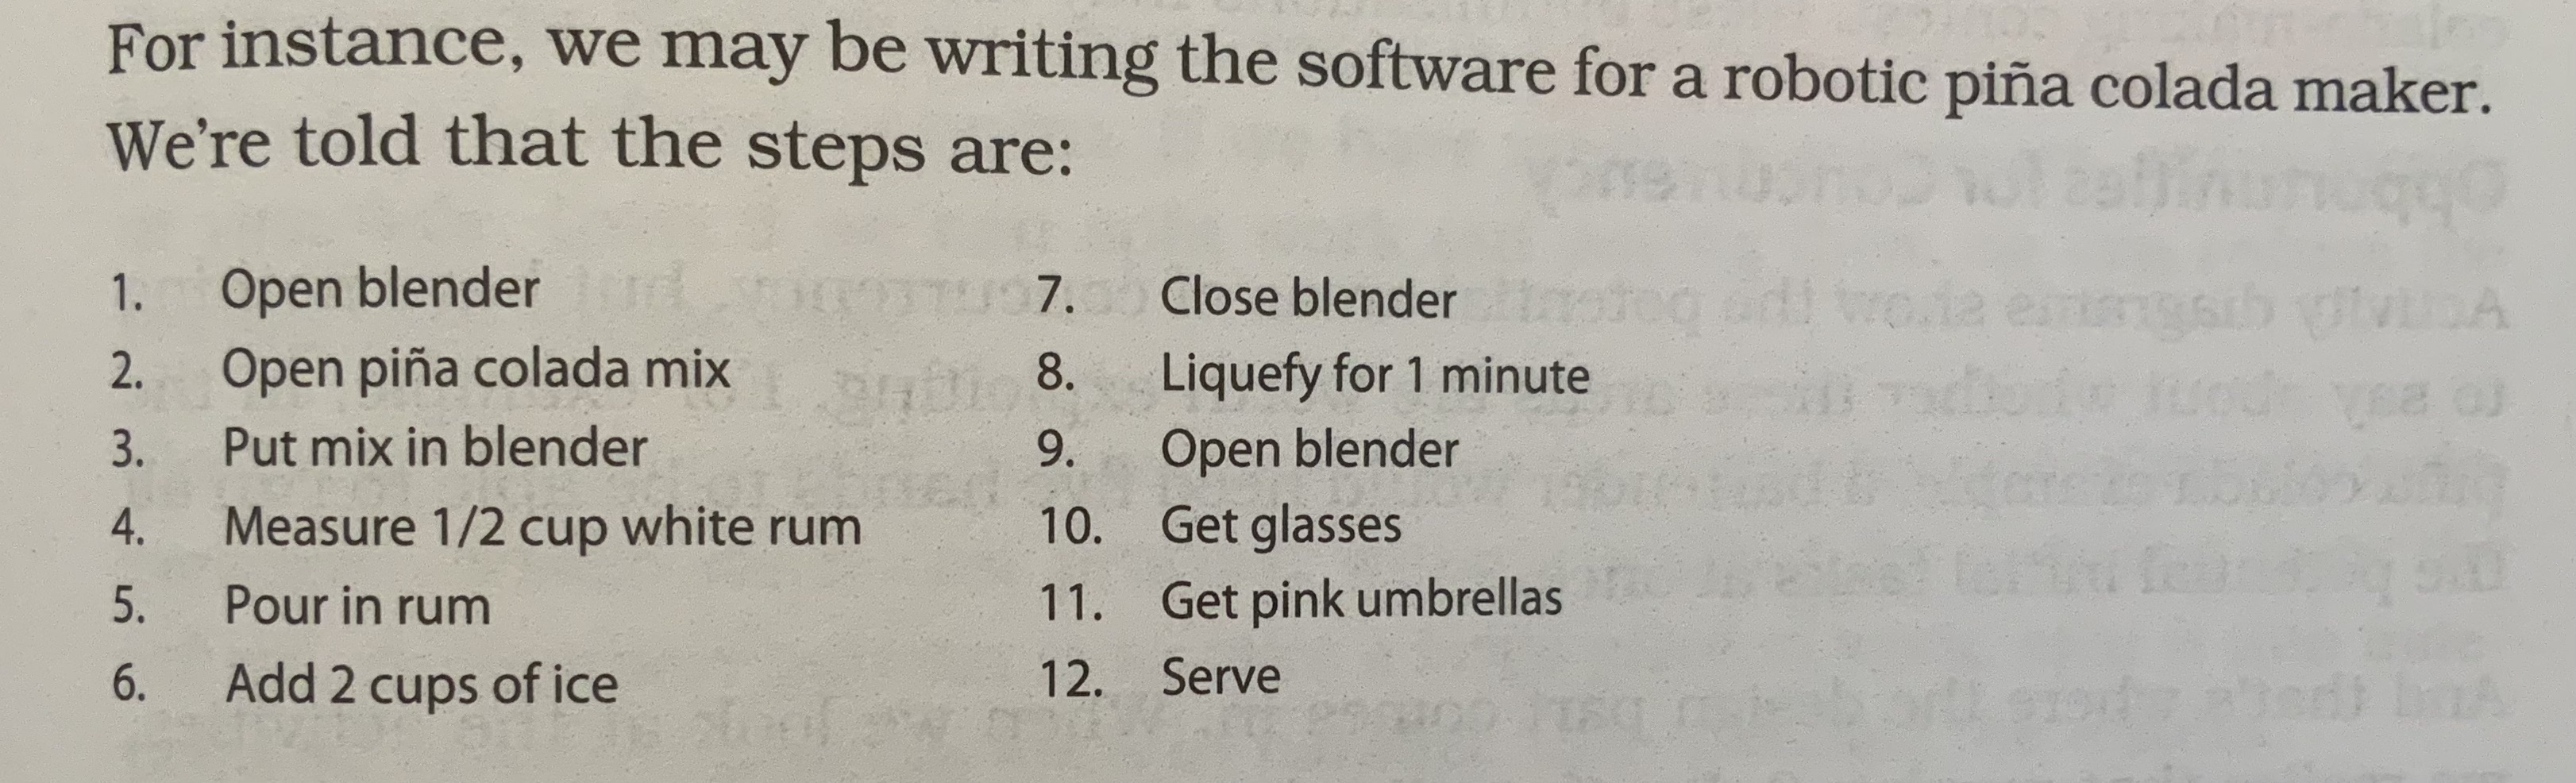 For instance, we may be writing the software for a robotic piña colada maker.
We're told that the steps are:
1. Open blender
2. Open piña colada mix
3. Put mix in blender
4. Measure 1/2 cup white rum
5. Pour in rum
6. Add 2 cups of ice
7. Close blender
8. Liquefy for 1 minute
9. Open blender
10. Get glasses
11. Get pink umbrellas
12. Serve